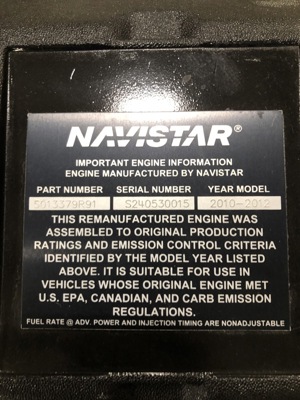 NAVISTAR®
IMPORTANT ENGINE INFORMATION
ENGINE MANUFACTURED BY NAVISTAR
PART NUMBER SERIAL NUMBER YEAR MODEL
5013379R91 S240530015 2010-2012
THIS REMANUFACTURED ENGINE WAS
ASSEMBLED TO ORIGINAL PRODUCTION
RATINGS AND EMISSION CONTROL CRITERIA
IDENTIFIED BY THE MODEL YEAR LISTED
ABOVE. IT IS SUITABLE FOR USE IN
VEHICLES WHOSE ORIGINAL ENGINE MET
U.S. EPA, CANADIAN, AND CARB EMISSION
REGULATIONS.
FUEL RATE @ ADV. POWER AND INJECTION TIMING ARE NONADJUSTABLE